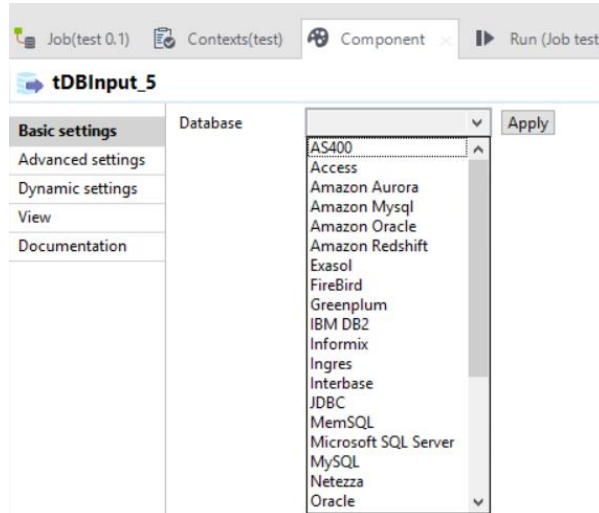 Job(test 0.1) Contexts(test) Component Run (Job test
tDBInput_5
Basic settings
Advanced settings
Dynamic settings
View
Documentation
Database Apply
AS400
Access
Amazon Aurora
Amazon Mysql
Amazon Oracle
Amazon Redshift
Exasol
FireBird
Greenplum
IBM DB2
Informix
Ingres
Interbase
JDBC
MemSQL
Microsoft SQL Server
MySQL
Netezza
Oracle